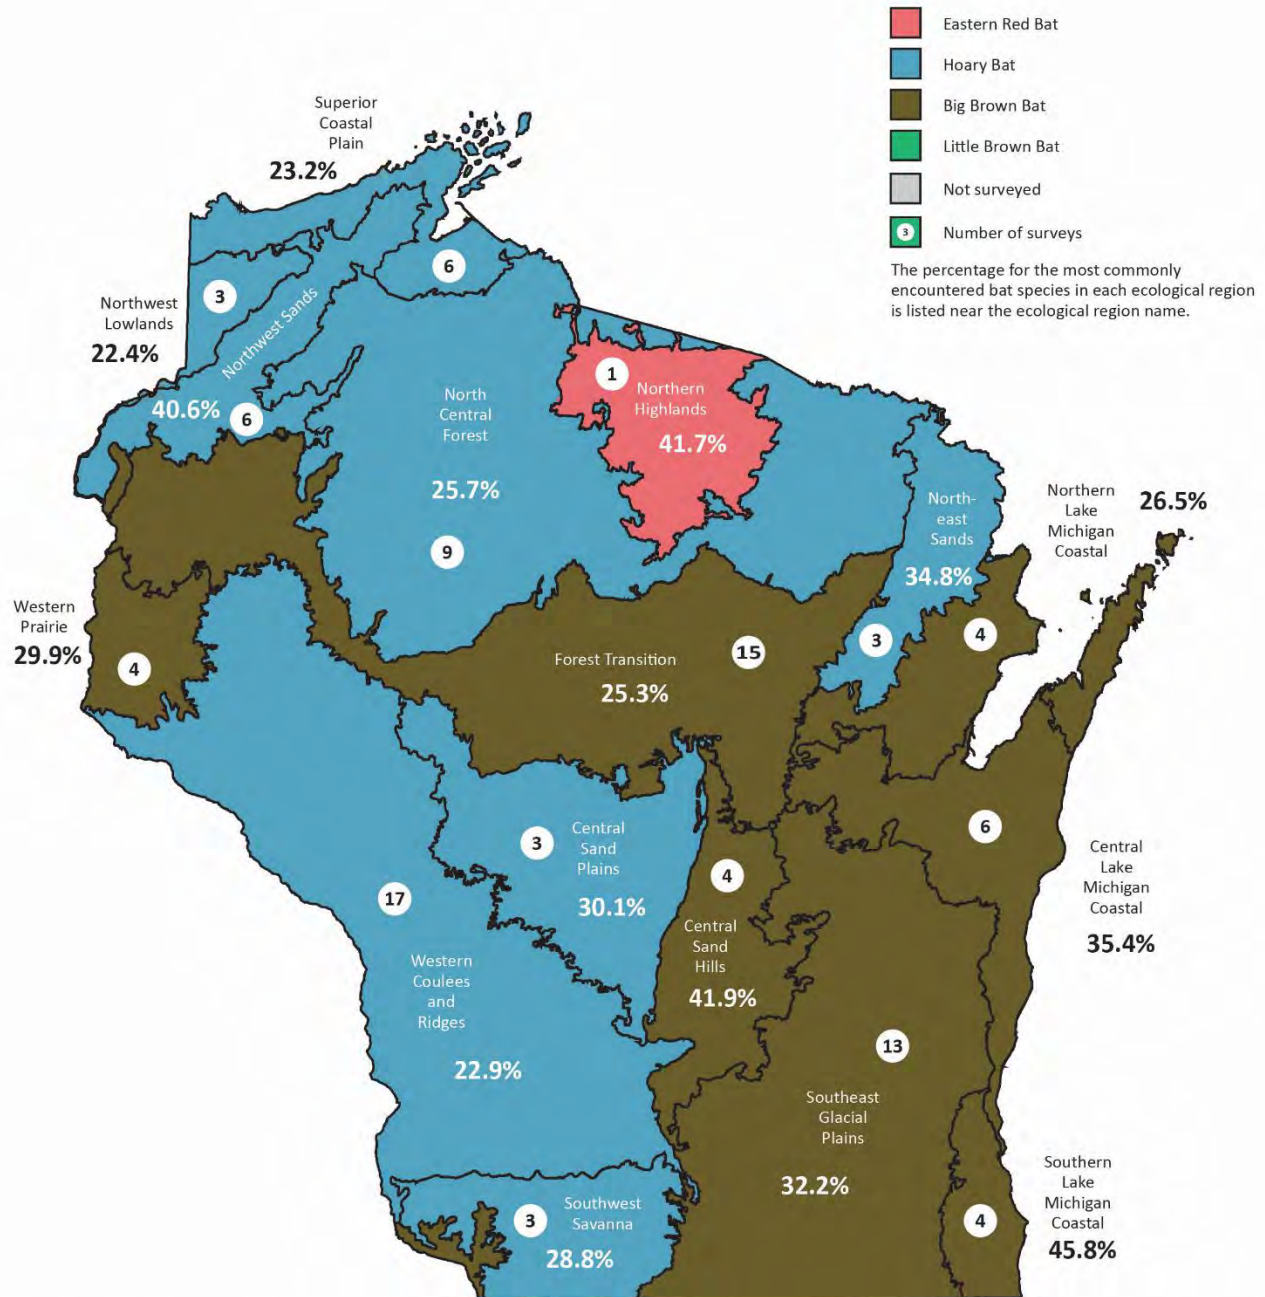 Eastern Red Bat
Hoary Bat
Big Brown Bat
Little Brown Bat
Not surveyed
3
Number of surveys
The percentage for the most commonly
encountered bat species in each ecological region
is listed near the ecological region name.
Superior
Coastal
Plain
23.2%
6
3
Northwest
Lowlands
22.4%
Northwest Sands
40.6%
6
North
Central
Forest
25.7%
9
1
Northern
Highlands
41.7%
North-
east
Sands
34.8%
3
Northern
Lake
Michigan
Coastal
26.5%
4
Western
Prairie
29.9%
4
Forest Transition
25.3%
15
3
Central
Sand
Plains
30.1%
4
Central
Sand
Hills
41.9%
6
Central
Lake
Michigan
Coastal
35.4%
17
Western
Coulees
and
Ridges
22.9%
13
Southeast
Glacial
Plains
32.2%
3
Southwest
Savanna
28.8%
4
Southern
Lake
Michigan
Coastal
45.8%